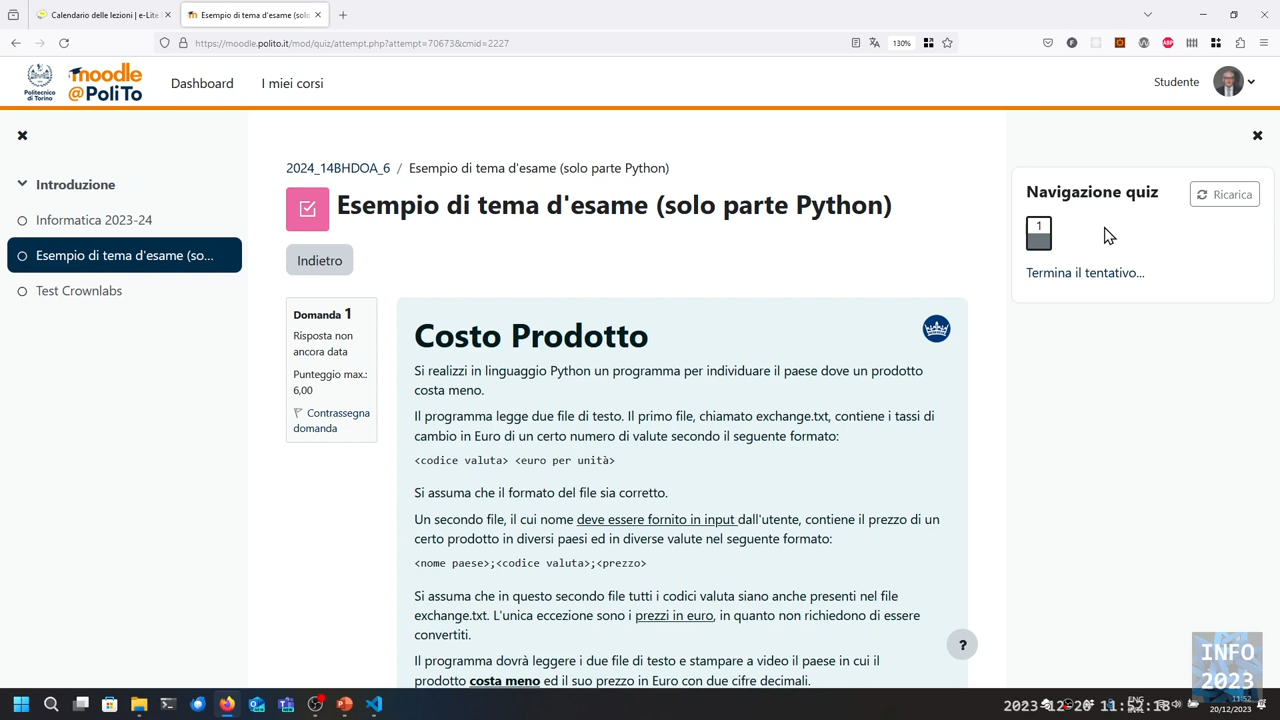 Calendario delle lezioni | e-Lite
Esempio di tema d'esame (solo
https://moodle.polito.it/mod/quiz/attempt.php?attempt=70673&cmid=2227
130%
Politecnico
di Torino
moodle
@PoliTo
Dashboard
I miei corsi
Studente
Introduzione
Informatica 2023-24
Esempio di tema d'esame (so...
Test Crownlabs
2024_14BHDOA_6 / Esempio di tema d'esame (solo parte Python)
Esempio di tema d'esame (solo parte Python)
Indietro
Domanda 1
Risposta non
ancora data
Punteggio max.:
6,00
Contrassegna
domanda
Costo Prodotto
Si realizzi in linguaggio Python un programma per individuare il paese dove un prodotto
costa meno.
Il programma legge due file di testo. Il primo file, chiamato exchange.txt, contiene i tassi di
cambio in Euro di un certo numero di valute secondo il seguente formato:
<codice valuta> <euro per unità>
Si assuma che il formato del file sia corretto.
Un secondo file, il cui nome deve essere fornito in input dall'utente, contiene il prezzo di un
certo prodotto in diversi paesi ed in diverse valute nel seguente formato:
<nome paese>;<codice valuta>;<prezzo>
Si assuma che in questo secondo file tutti i codici valuta siano anche presenti nel file
exchange.txt. L'unica eccezione sono i prezzi in euro, in quanto non richiedono di essere
convertiti.
Il programma dovrà leggere i due file di testo e stampare a video il paese in cui il
prodotto costa meno ed il suo prezzo in Euro con due cifre decimali.
Navigazione quiz
Ricarica
1
Termina il tentativo...
?
INFO
2023
2023-12-20 11:52:18
ENG
11:52
20/12/2023